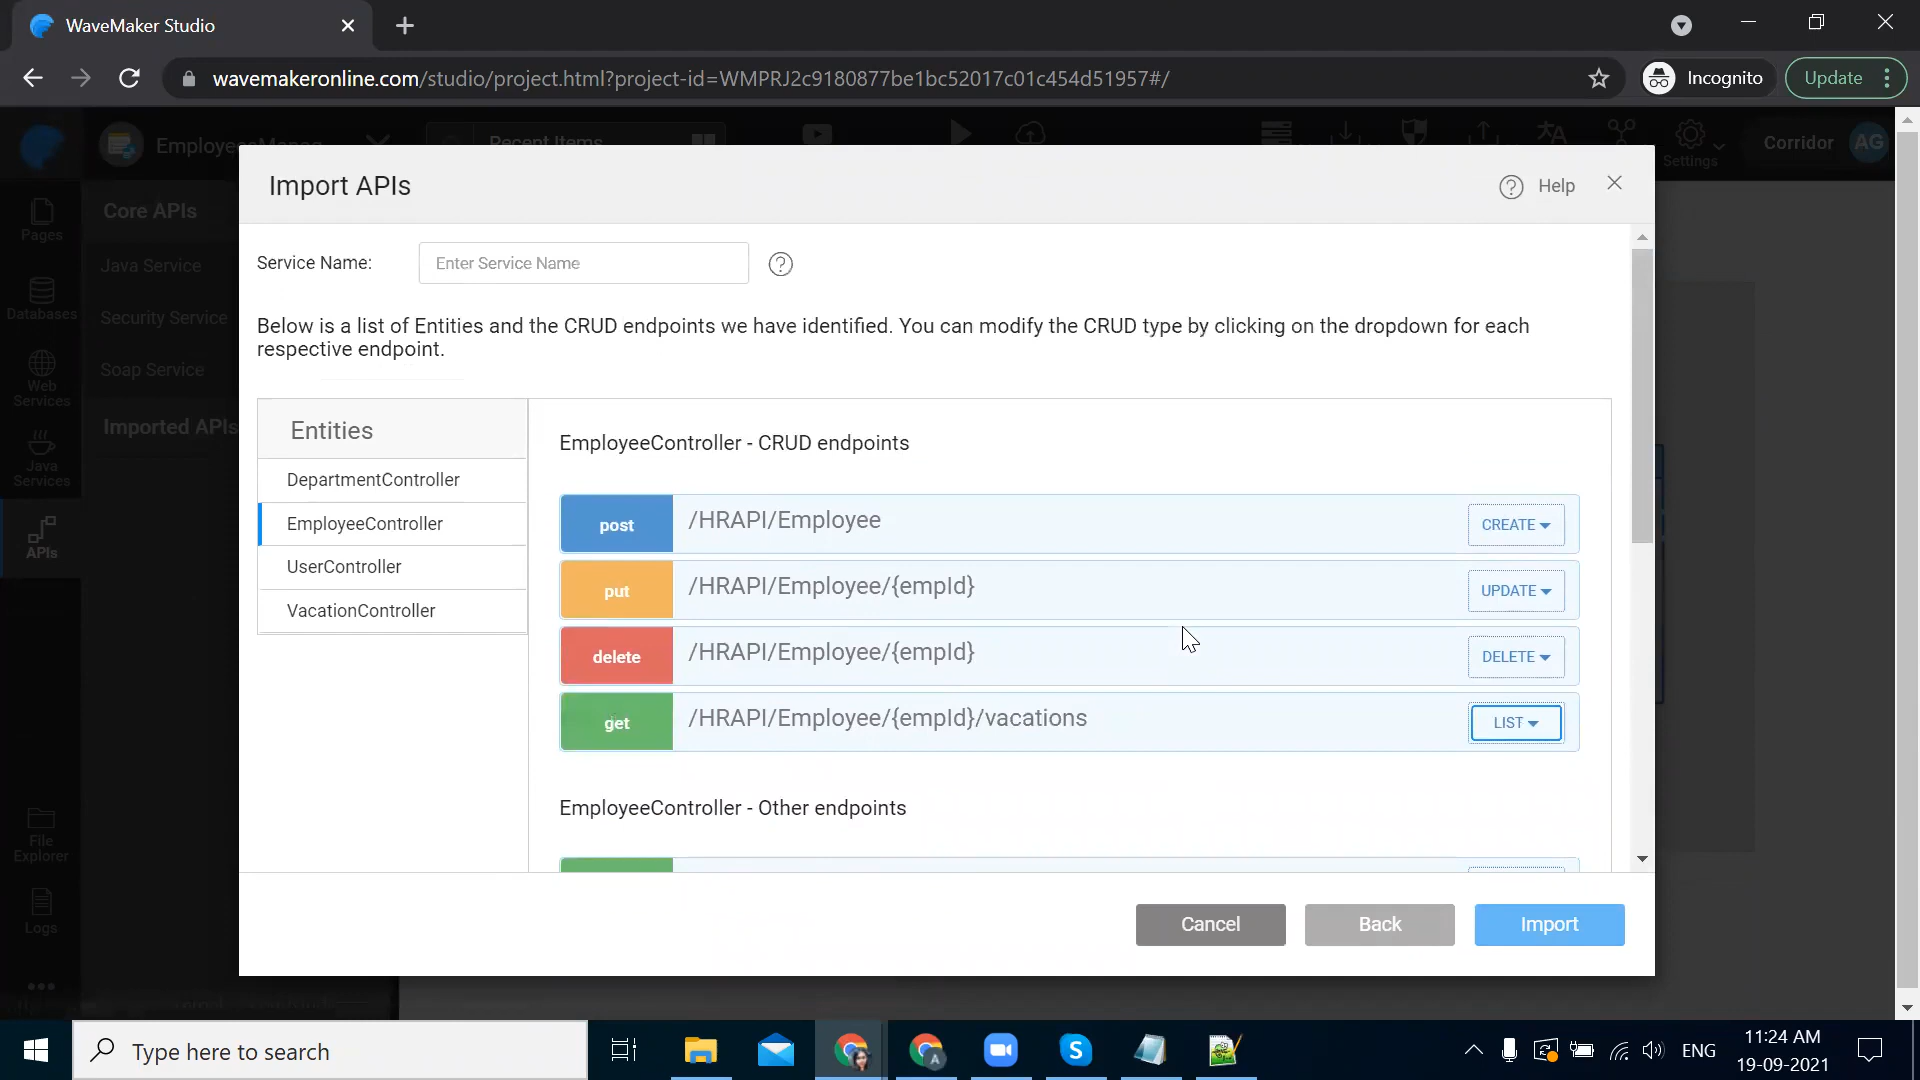 WaveMaker Studio
wavemakeronline.com/studio/project.html?project-id=WMPRJ2c9180877be1bc52017c01c454d51957#/
Incognito
Update
Recent Items
Settings
Corridor
AG
Import APIs
Help
Pages
Databases
Web Services
Java Services
APIs
File Explorer
Logs
Core APIs
Java Service
Security Service
Soap Service
Imported APIs
Service Name:
Enter Service Name
Below is a list of Entities and the CRUD endpoints we have identified. You can modify the CRUD type by clicking on the dropdown for each
respective endpoint.
Entities
DepartmentController
EmployeeController
UserController
VacationController
EmployeeController - CRUD endpoints
post /HRAPI/Employee CREATE
put /HRAPI/Employee/{empId} UPDATE
delete /HRAPI/Employee/{empId} DELETE
get /HRAPI/Employee/{empId}/vacations LIST
EmployeeController - Other endpoints
Cancel
Back
Import
Type here to search
ENG
11:24 AM
19-09-2021